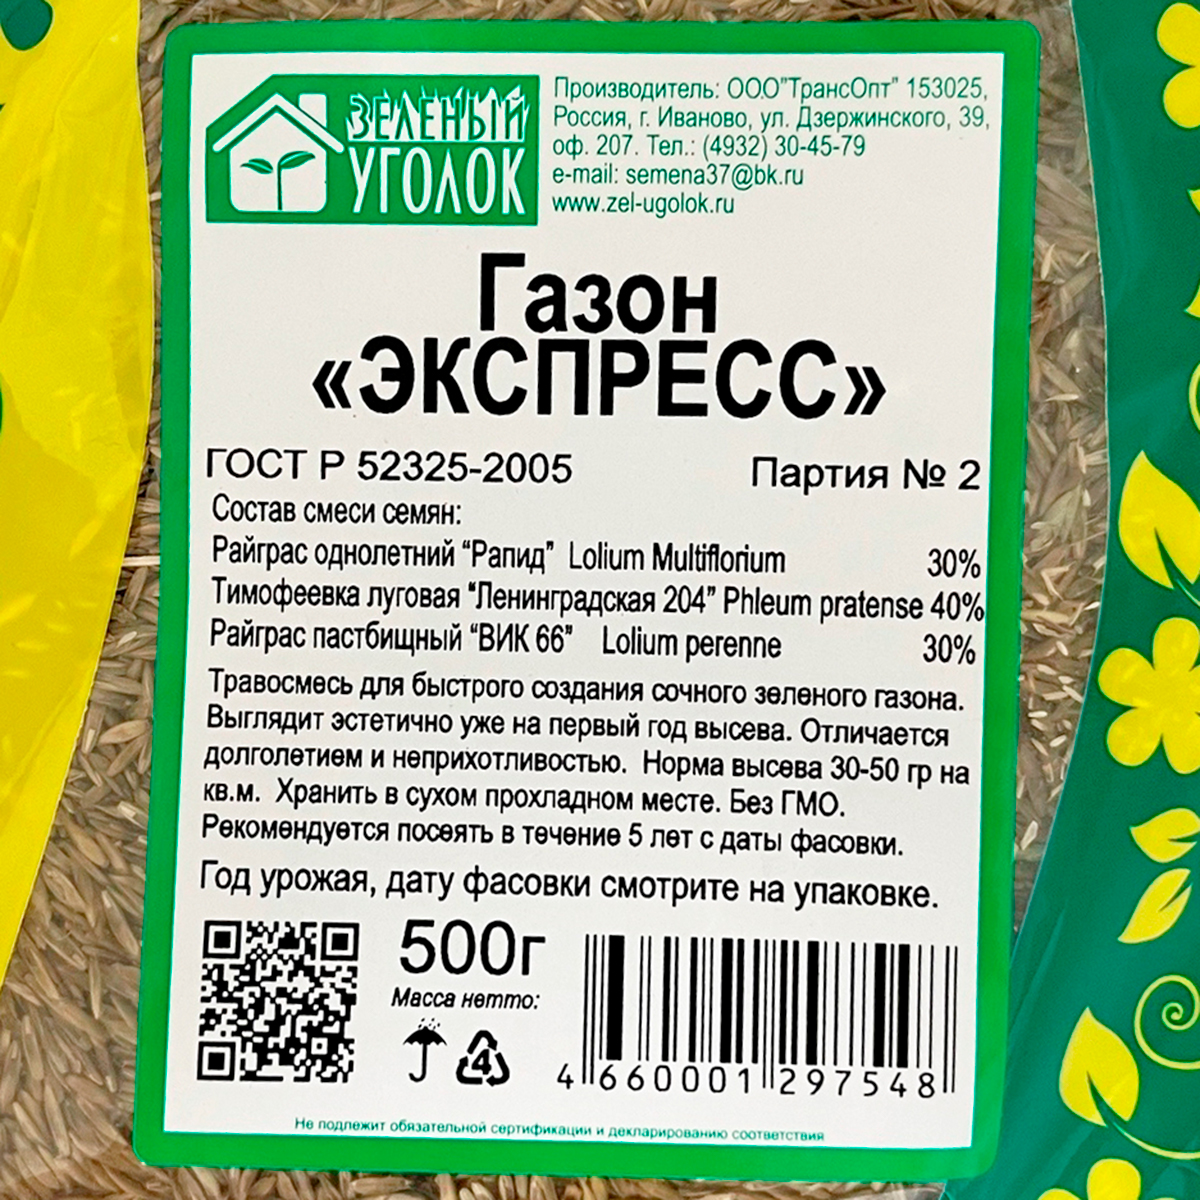 ЗЕЛЕНЫЙ
УГОЛОК
Производитель: ООО"ТрансОпт" 153025,
Россия, г. Иваново, ул. Дзержинского, 39,
оф. 207. Тел.: (4932) 30-45-79
e-mail: semena37@bk.ru
www.zel-ugolok.ru
Газон
«ЭКСПРЕСС»
ГОСТ Р 52325-2005 Партия № 2
Состав смеси семян:
Райграс однолетний “Рапид” Lolium Multiflorium 30%
Тимофеевка луговая “Ленинградская 204” Phleum pratense 40%
Райграс пастбищный “ВИК 66” Lolium perenne 30%
Травосмесь для быстрого создания сочного зеленого газона.
Выглядит эстетично уже на первый год высева. Отличается
долголетием и неприхотливостью. Норма высева 30-50 гр на
кв.м. Хранить в сухом прохладном месте. Без ГМО.
Рекомендуется посеять в течение 5 лет с даты фасовки.
Год урожая, дату фасовки смотрите на упаковке.
500г
Масса нетто:
4
4 660001 297548
Не подлежит обязательной сертификации и декларированию соответствия